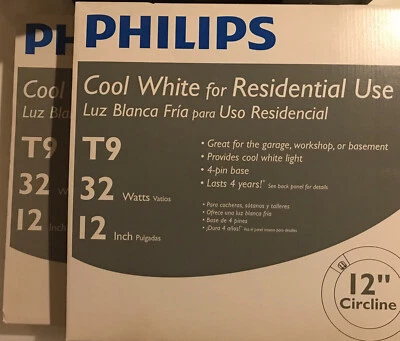 PHILIPS
Cool White for Residential Use
Luz Blanca Fría para Uso Residencial
T9
32 Watts Vatios
12 Inch Pulgadas
• Great for the garage, workshop, or basement
• Provides cool white light
• 4-pin base
• Lasts 4 years!* See back panel for details
• Para cocheras, sótanos y talleres
• Ofrece una luz blanca fría
• Base de 4 pines
• ¡Dura 4 años!*
12"
Circline
PH
Cool
Luz Bla
T9
32
12